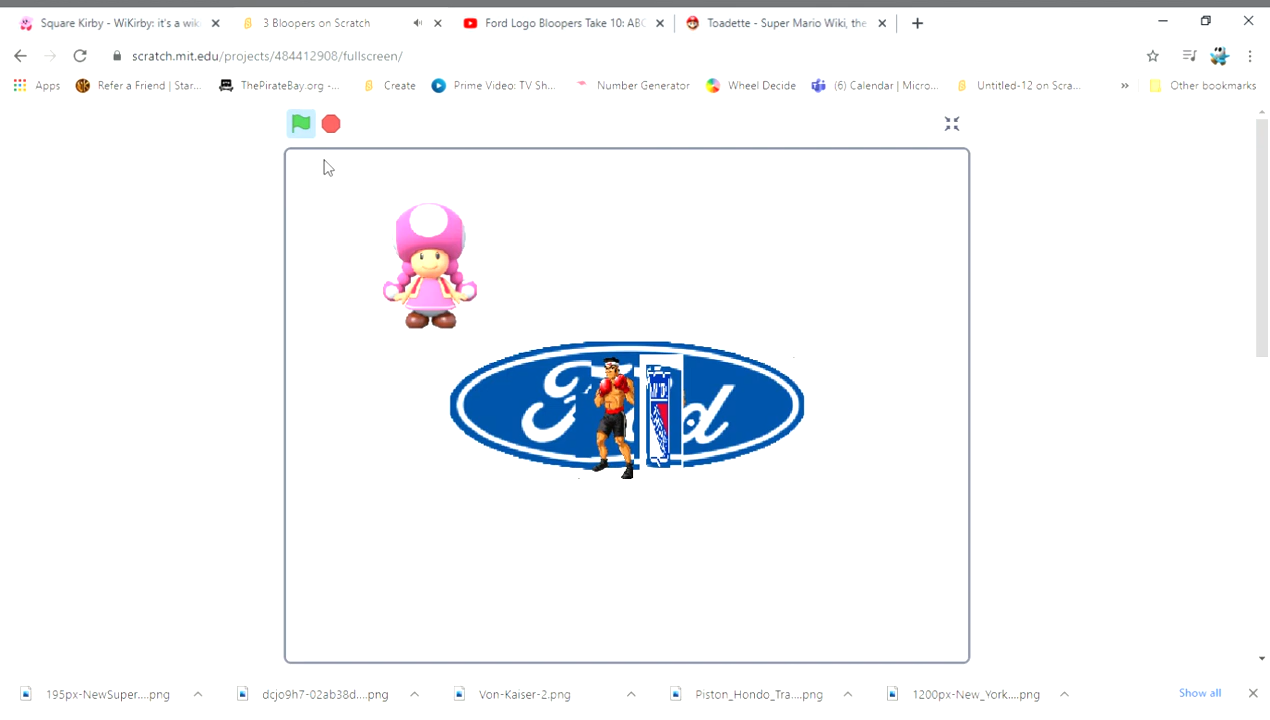 Square Kirby - WiKirby: it's a wik
3 Bloopers on Scratch
Ford Logo Bloopers Take 10: ABC
Toadette - Super Mario Wiki, the
scratch.mit.edu/projects/484412908/fullscreen/
Apps
Refer a Friend | Star...
ThePirateBay.org -...
Create
Prime Video: TV Sh...
Number Generator
Wheel Decide
(6) Calendar | Micro...
Untitled-12 on Scra...
Other bookmarks
195px-NewSuper....png
dcjo9h7-02ab38d....png
Von-Kaiser-2.png
Piston_Hondo_Tra....png
1200px-New_York....png
Show all